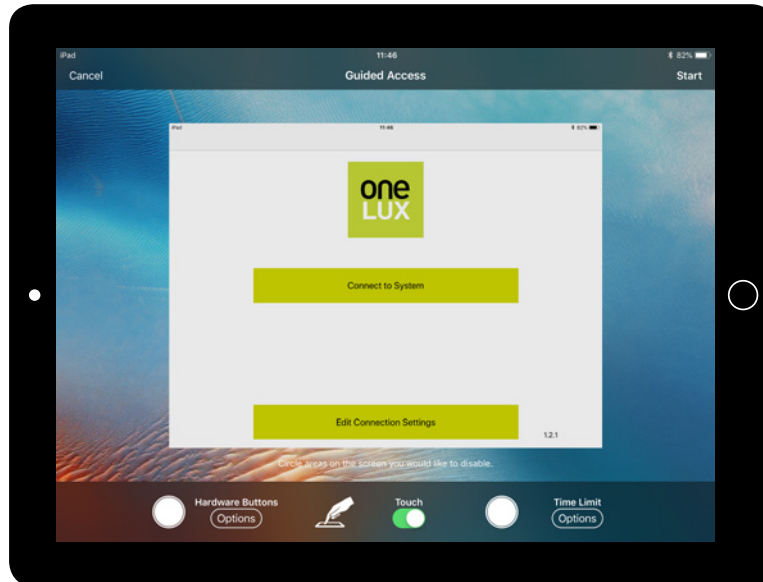 iPad 11:46 82%
Cancel Guided Access Start
iPad 11:46 82%
one
LUX
Connect to System
Edit Connection Settings
1.2.1
Circle areas on the screen you would like to disable.
Hardware Buttons Touch Time Limit
Options Options